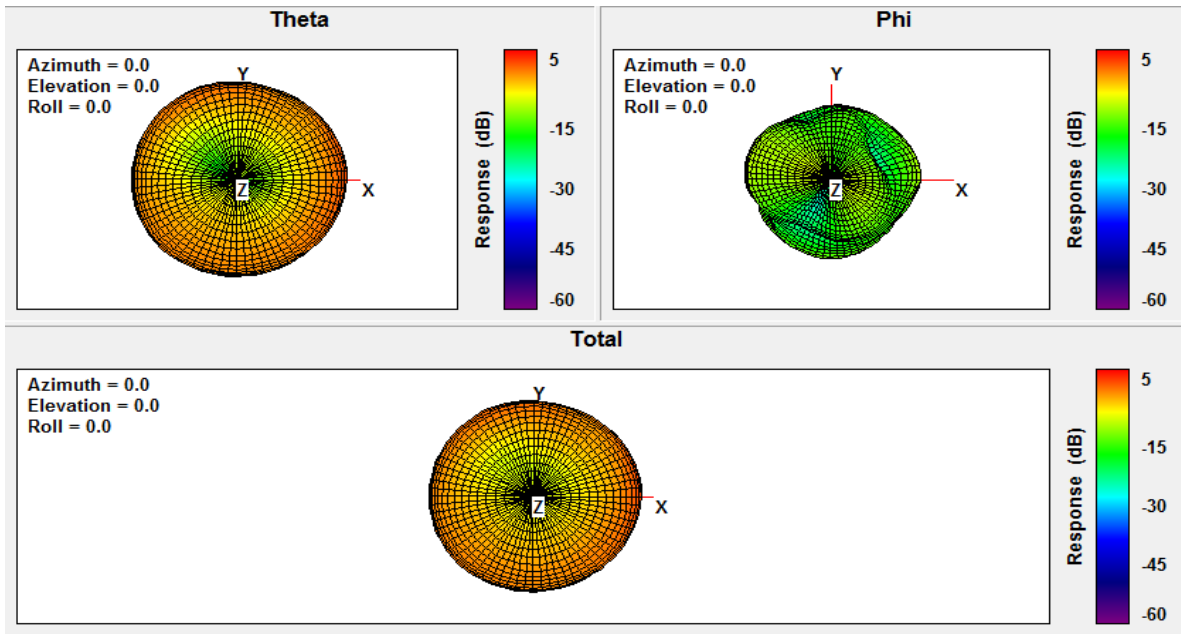 Theta
Azimuth = 0.0
Elevation = 0.0
Roll = 0.0
Y
X
Z
Response (dB)
5
-15
-30
-45
-60
Phi
Azimuth = 0.0
Elevation = 0.0
Roll = 0.0
Y
X
Z
Response (dB)
5
-15
-30
-45
-60
Total
Azimuth = 0.0
Elevation = 0.0
Roll = 0.0
Y
X
Z
Response (dB)
5
-15
-30
-45
-60